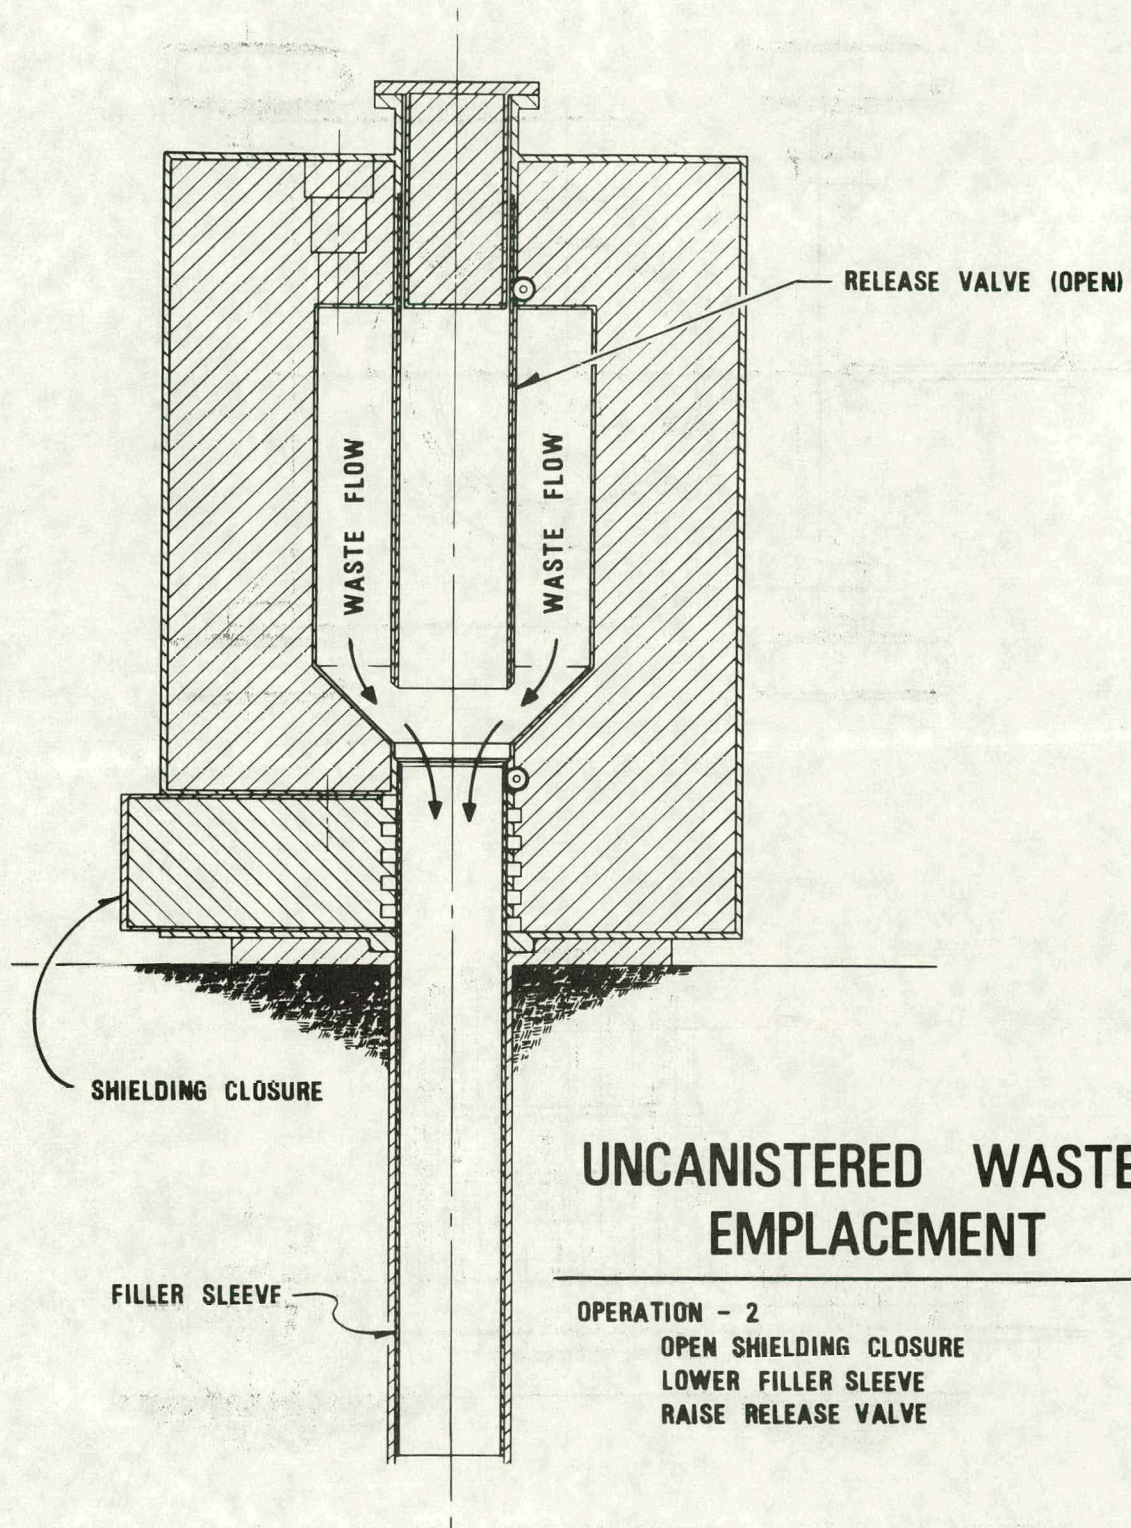 RELEASE VALVE (OPEN)
WASTE FLOW
WASTE FLOW
SHIELDING CLOSURE
UNCANISTERED WASTE
EMPLACEMENT
FILLER SLEEVE
OPERATION - 2
OPEN SHIELDING CLOSURE
LOWER FILLER SLEEVE
RAISE RELEASE VALVE